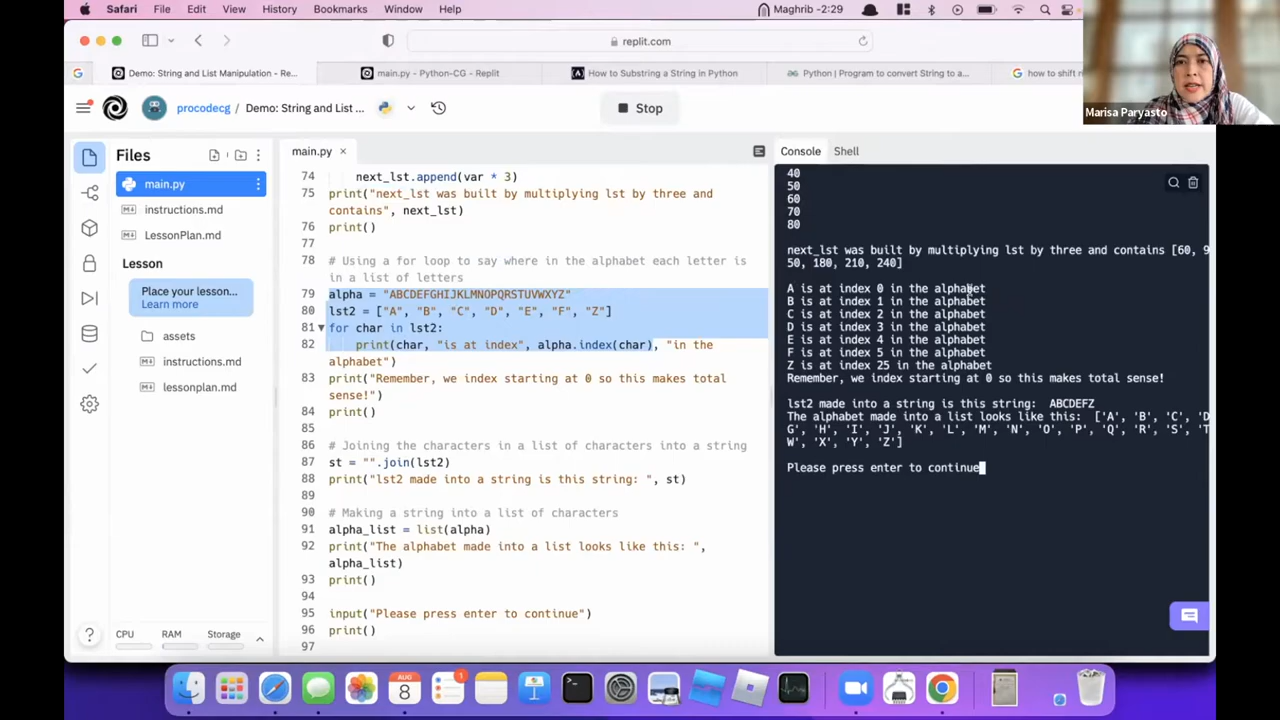 Safari File Edit View History Bookmarks Window Help
Maghrib -2:29
replit.com
Demo: String and List Manipulation - Re...
main.py - Python-CG - Replit
How to Substring a String in Python
Python | Program to convert String to a...
how to shift
Marisa Paryasto
procodecg / Demo: String and List ...
Stop
Files
main.py
instructions.md
LessonPlan.md
Lesson
Place your lesson...
Learn more
assets
instructions.md
lessonplan.md
CPU RAM Storage
main.py
74 next_lst.append(var * 3)
75 print("next_lst was built by multiplying lst by three and
contains", next_lst)
76 print()
77
78 # Using a for loop to say where in the alphabet each letter is
in a list of letters
79 alpha = "ABCDEFGHIJKLMNOPQRSTUVWXYZ"
80 lst2 = ["A", "B", "C", "D", "E", "F", "Z"]
81 for char in lst2:
82 print(char, "is at index", alpha.index(char), "in the
alphabet")
83 print("Remember, we index starting at 0 so this makes total
sense!")
84 print()
85
86 # Joining the characters in a list of characters into a string
87 st = "".join(lst2)
88 print("lst2 made into a string is this string: ", st)
89
90 # Making a string into a list of characters
91 alpha_list = list(alpha)
92 print("The alphabet made into a list looks like this: ",
alpha_list)
93 print()
94
95 input("Please press enter to continue")
96 print()
97
Console Shell
40
50
60
70
80
next_lst was built by multiplying lst by three and contains [60, 9
50, 180, 210, 240]
A is at index 0 in the alphabet
B is at index 1 in the alphabet
C is at index 2 in the alphabet
D is at index 3 in the alphabet
E is at index 4 in the alphabet
F is at index 5 in the alphabet
Z is at index 25 in the alphabet
Remember, we index starting at 0 so this makes total sense!
lst2 made into a string is this string: ABCDEFZ
The alphabet made into a list looks like this: ['A', 'B', 'C', 'D
G', 'H', 'I', 'J', 'K', 'L', 'M', 'N', 'O', 'P', 'Q', 'R', 'S', 'T
W', 'X', 'Y', 'Z']
Please press enter to continue
AUG
8
1